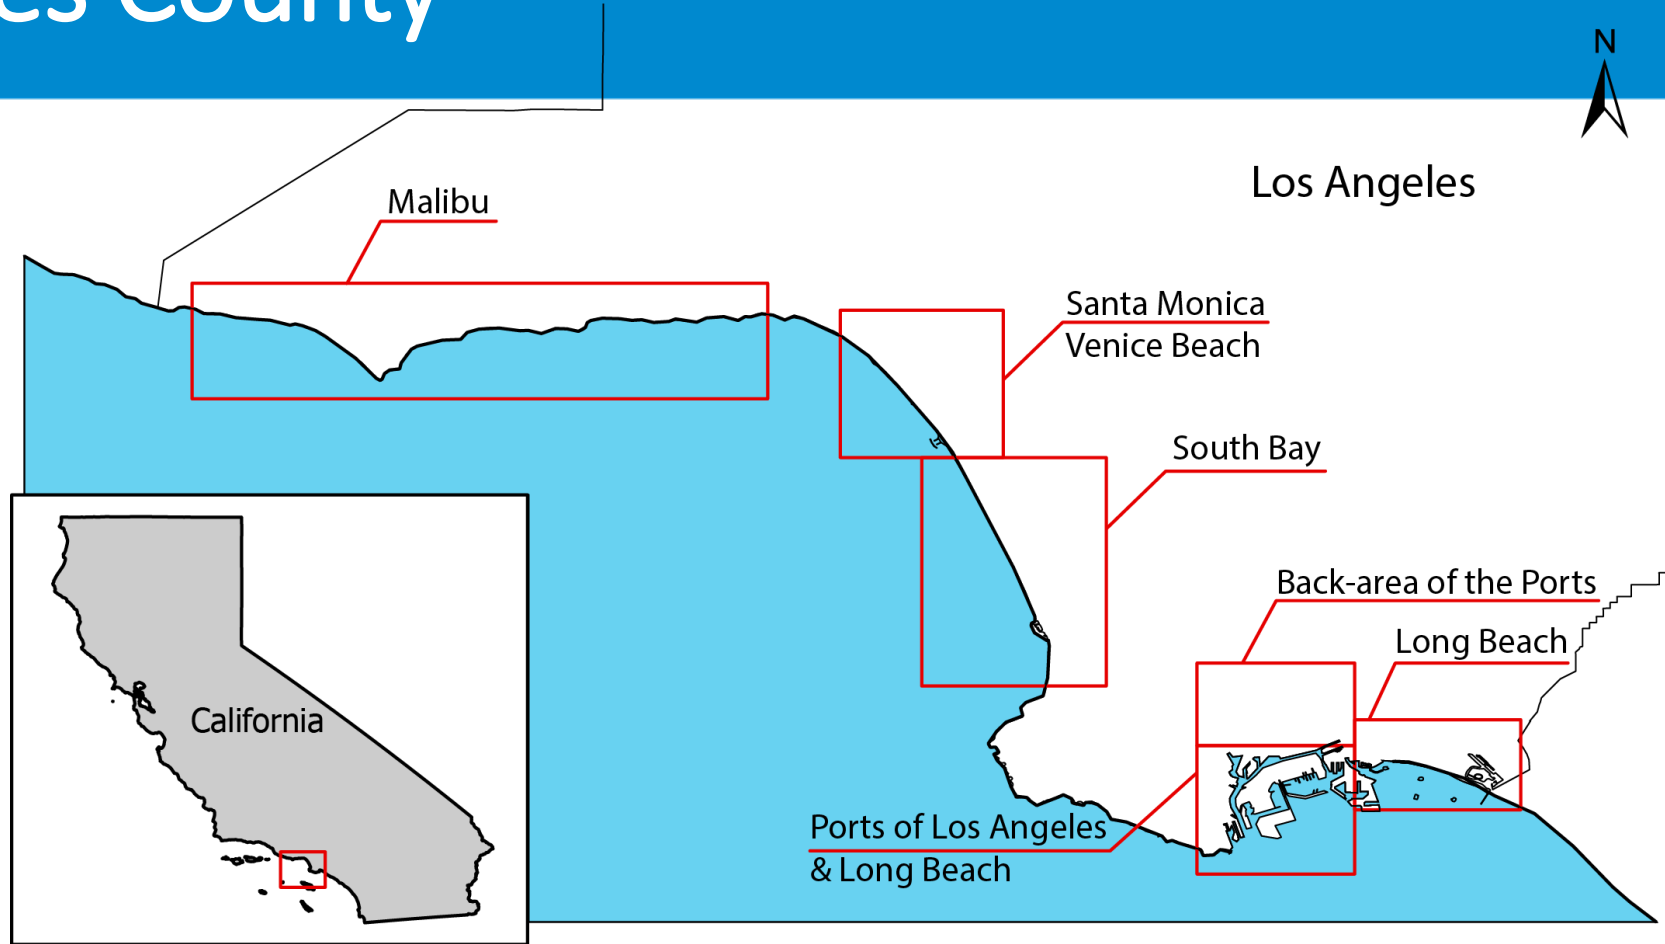 County
N
Los Angeles
Malibu
Santa Monica
Venice Beach
South Bay
Back-area of the Ports
Long Beach
California
Ports of Los Angeles
& Long Beach